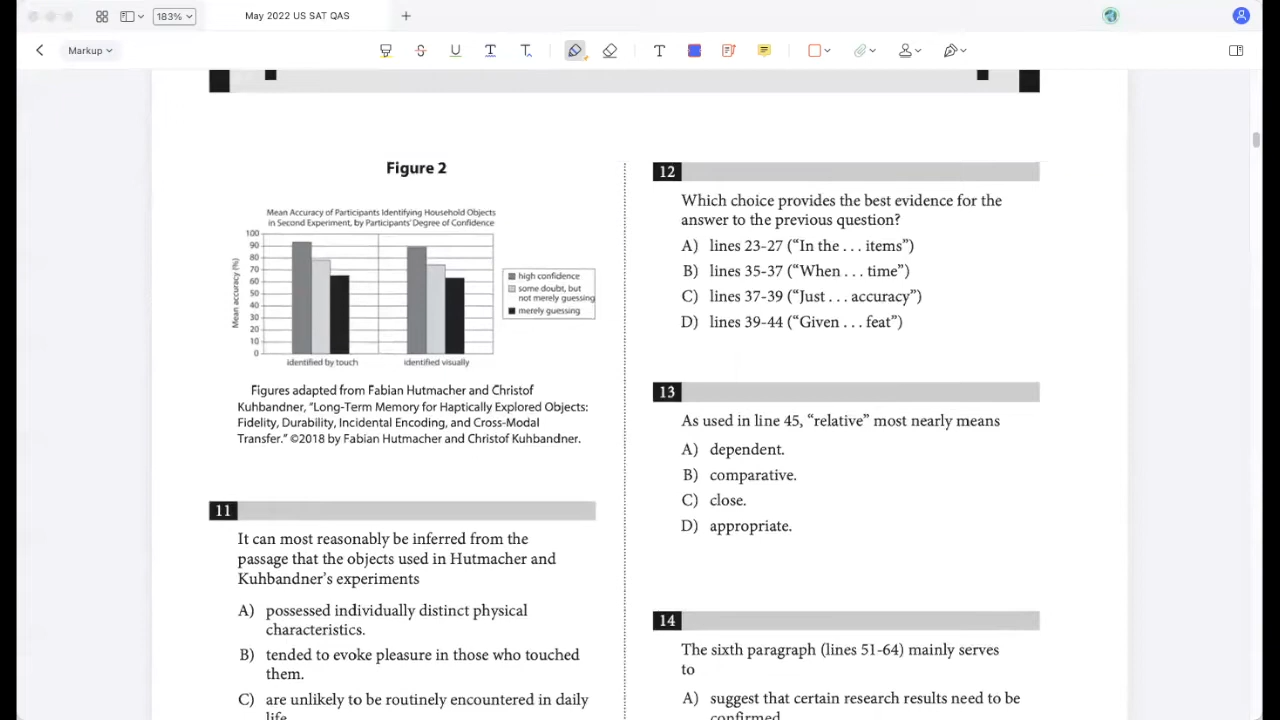 183%
May 2022 US SAT QAS
Markup
Figure 2
Mean Accuracy of Participants Identifying Household Objects
in Second Experiment, by Participants' Degree of Confidence
Mean accuracy (%)
100
90
80
70
60
50
40
30
20
10
0
identified by touch
identified visually
high confidence
some doubt, but
not merely guessing
merely guessing
Figures adapted from Fabian Hutmacher and Christof
Kuhbandner, “Long-Term Memory for Haptically Explored Objects:
Fidelity, Durability, Incidental Encoding, and Cross-Modal
Transfer.” ©2018 by Fabian Hutmacher and Christof Kuhbandner.
11
It can most reasonably be inferred from the
passage that the objects used in Hutmacher and
Kuhbandner’s experiments
A) possessed individually distinct physical
characteristics.
B) tended to evoke pleasure in those who touched
them.
C) are unlikely to be routinely encountered in daily
life.
12
Which choice provides the best evidence for the
answer to the previous question?
A) lines 23-27 (“In the . . . items”)
B) lines 35-37 (“When . . . time”)
C) lines 37-39 (“Just . . . accuracy”)
D) lines 39-44 (“Given . . . feat”)
13
As used in line 45, “relative” most nearly means
A) dependent.
B) comparative.
C) close.
D) appropriate.
14
The sixth paragraph (lines 51-64) mainly serves
to
A) suggest that certain research results need to be
confirmed